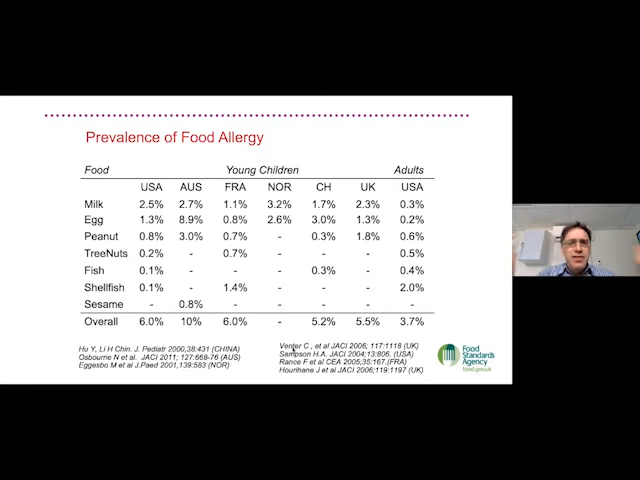 Prevalence of Food Allergy
Food Young Children Adults
USA AUS FRA NOR CH UK USA
Milk 2.5% 2.7% 1.1% 3.2% 1.7% 2.3% 0.3%
Egg 1.3% 8.9% 0.8% 2.6% 3.0% 1.3% 0.2%
Peanut 0.8% 3.0% 0.7% - 0.3% 1.8% 0.6%
TreeNuts 0.2% - 0.7% - - - 0.5%
Fish 0.1% - - - 0.3% - 0.4%
Shellfish 0.1% - 1.4% - - - 2.0%
Sesame - 0.8% - - - - -
Overall 6.0% 10% 6.0% - 5.2% 5.5% 3.7%
Hu Y, Li H Chin. J. Pediatr 2000,38:431 (CHINA)
Osbourne N et al. JACI 2011; 127:668-76 (AUS)
Eggesbo M et al J.Paed 2001,139:583 (NOR)
Venter C , et al JACI 2006; 117:1118 (UK)
Sampson H.A. JACI 2004;13:806. (USA)
Rance F et al CEA 2005;35:167.(FRA)
Hourihane J et al JACI 2006;119:1197 (UK)
Food
Standards
Agency
food.gov.uk